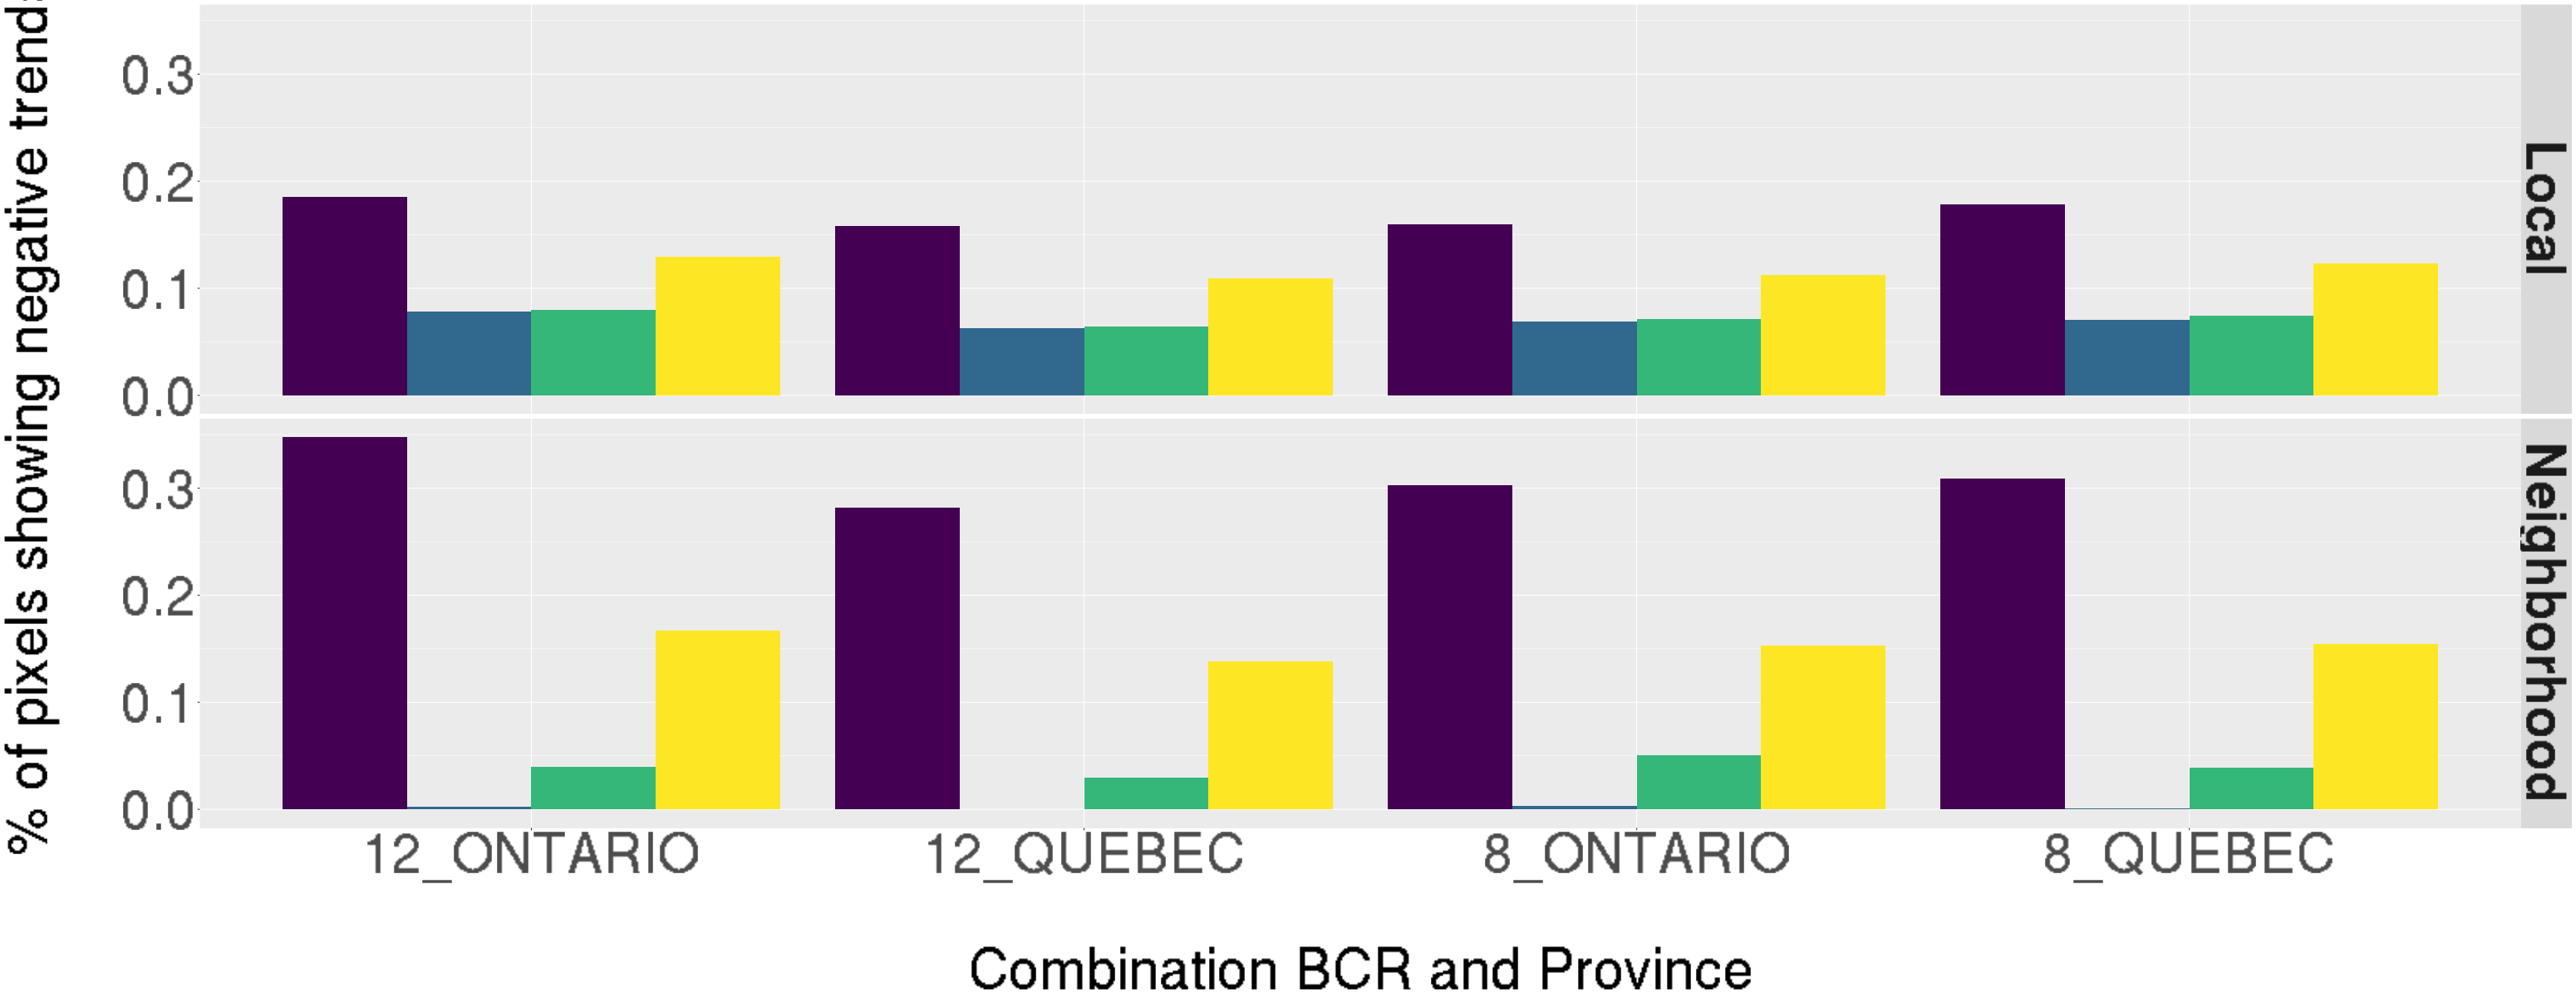 % of pixels showing negative trends
0.3
0.2
0.1
0.0
Local
0.3
0.2
0.1
0.0
Neighborhood
12_ONTARIO 12_QUEBEC 8_ONTARIO 8_QUEBEC
Combination BCR and Province